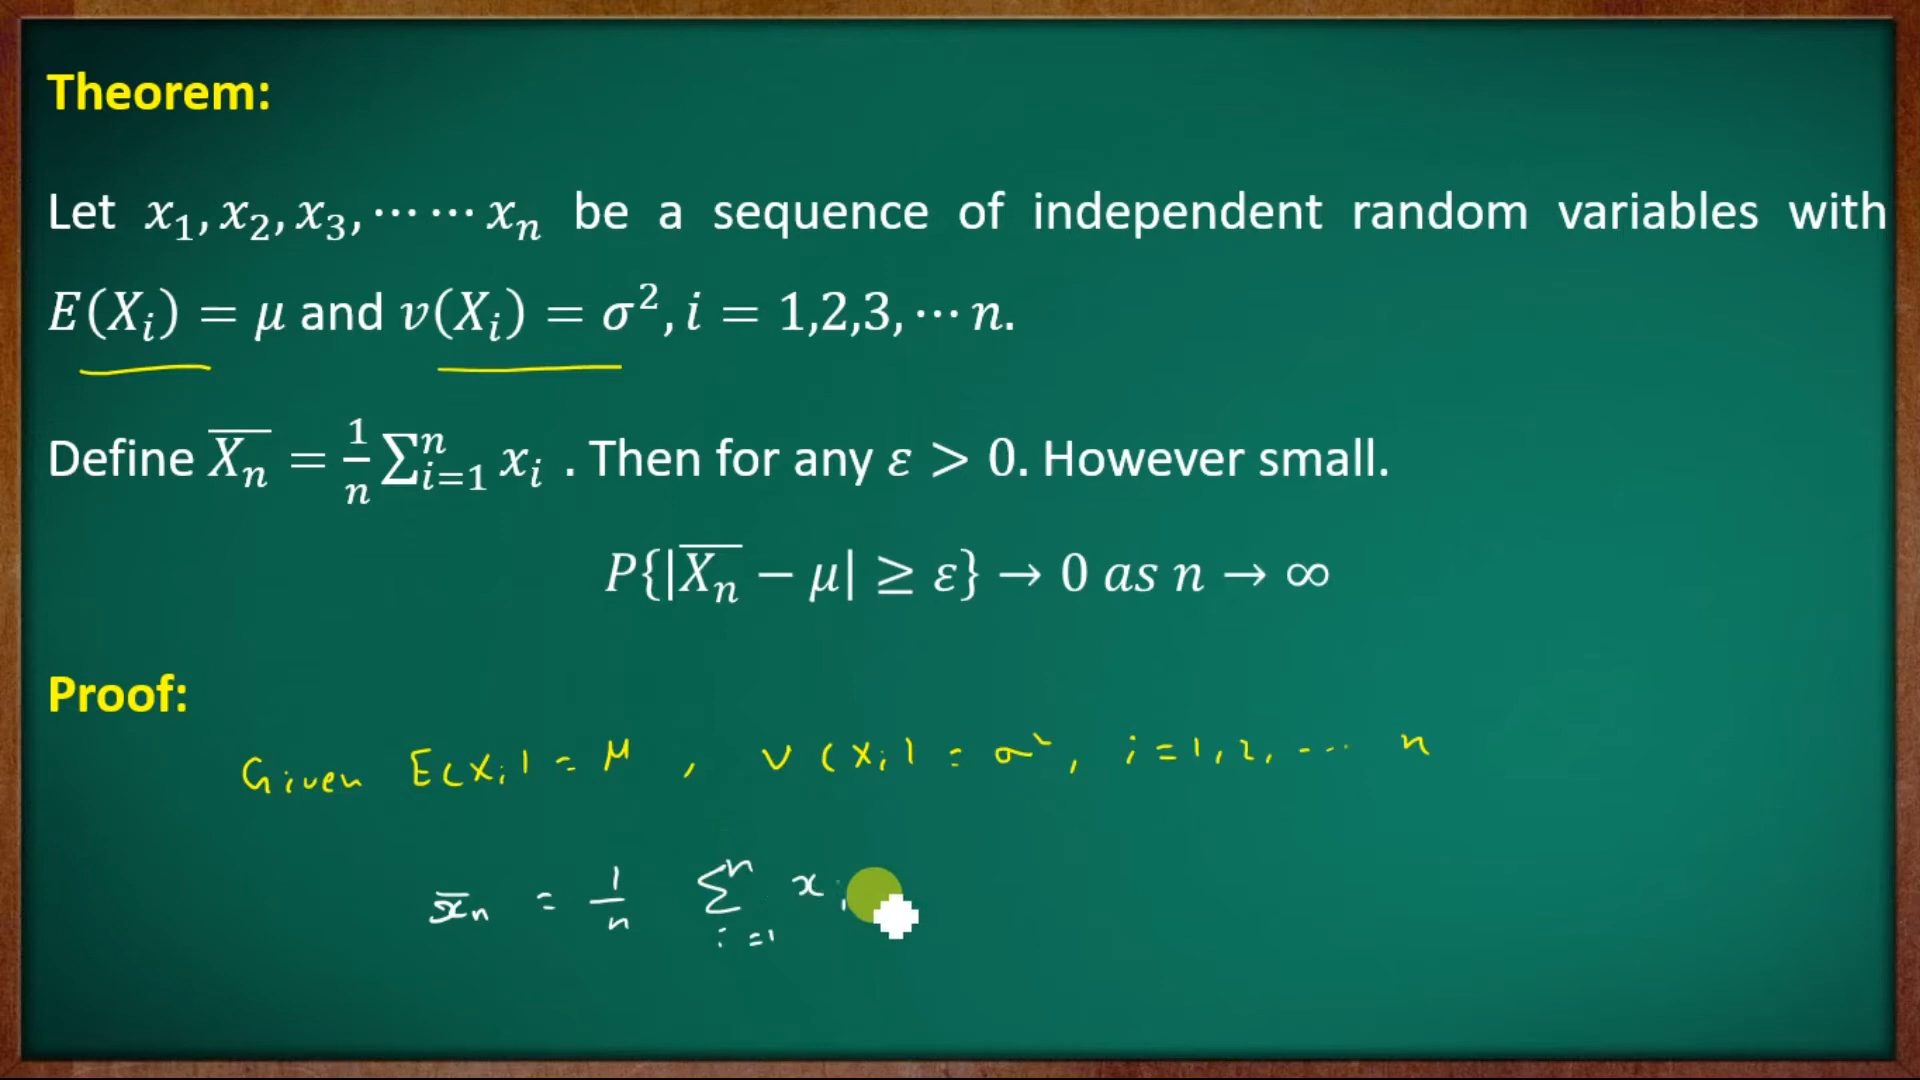 Theorem:
Let x₁, x₂, x₃, ⋯⋯ xₙ be a sequence of independent random variables with
E(Xᵢ) = μ and v(Xᵢ) = σ², i = 1,2,3, ⋯ n.
Define X̅ₙ = 1/n ∑ⁿᵢ₌₁ xᵢ . Then for any ε > 0. However small.
P{|X̅ₙ − μ| ≥ ε} → 0 as n → ∞
Proof:
Given E(Xᵢ) = μ , V(Xᵢ) = σ², i=1,2, ... n
x̅ₙ = 1/n ∑ⁿᵢ₌₁ xᵢ